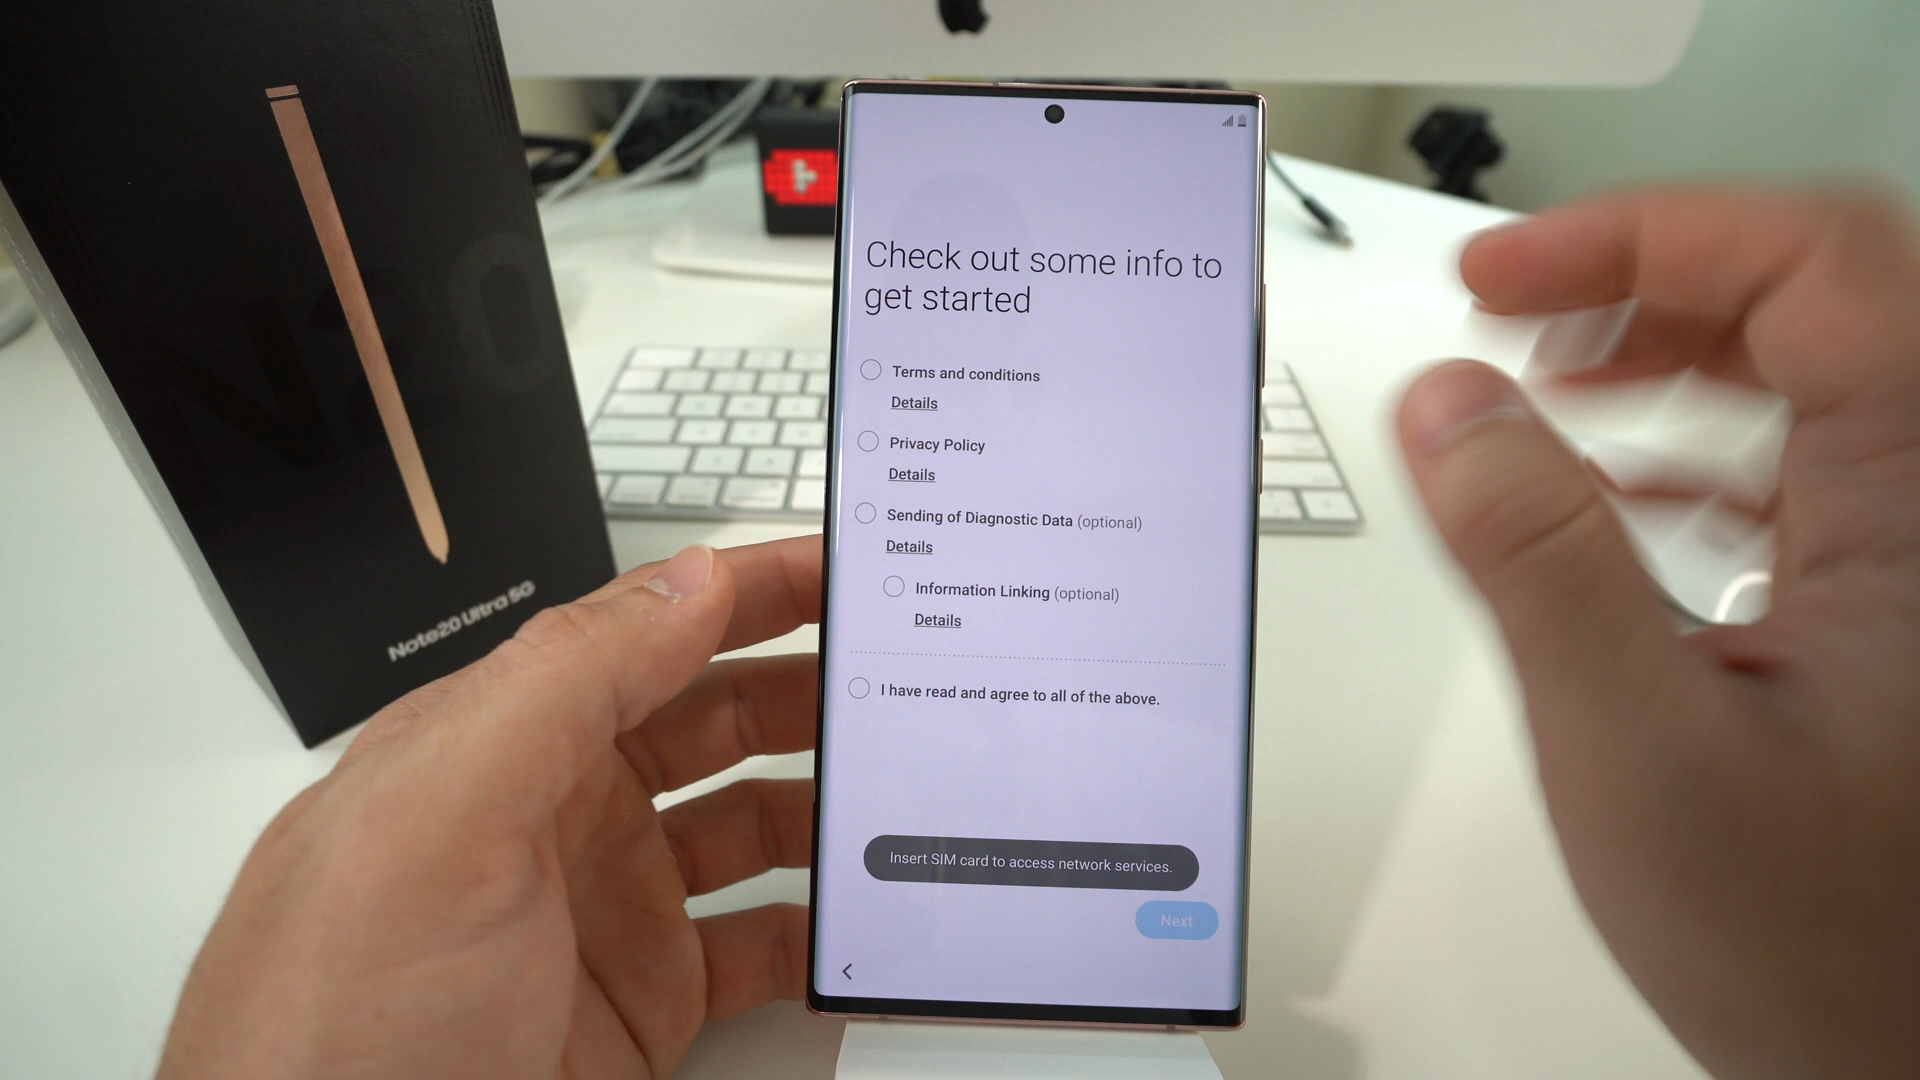 N20
Note20 Ultra 5G
Check out some info to
get started
Terms and conditions
Details
Privacy Policy
Details
Sending of Diagnostic Data (optional)
Details
Information Linking (optional)
Details
I have read and agree to all of the above.
Insert SIM card to access network services.
Next